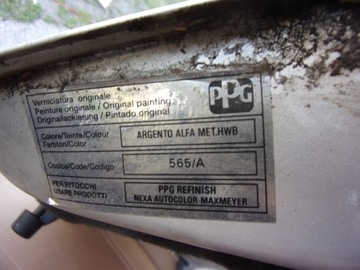 Verniciatura originale
Peinture originale / Original painting
Originallackierung / Pintado original
PPG
Colore/Teinte/Colour
Farbton/Color
ARGENTO ALFA MET.HWB
Codice/Code/Código
565/A
PER RITOCCHI
USARE PRODOTTI:
PPG REFINISH
NEXA AUTOCOLOR-MAXMEYER